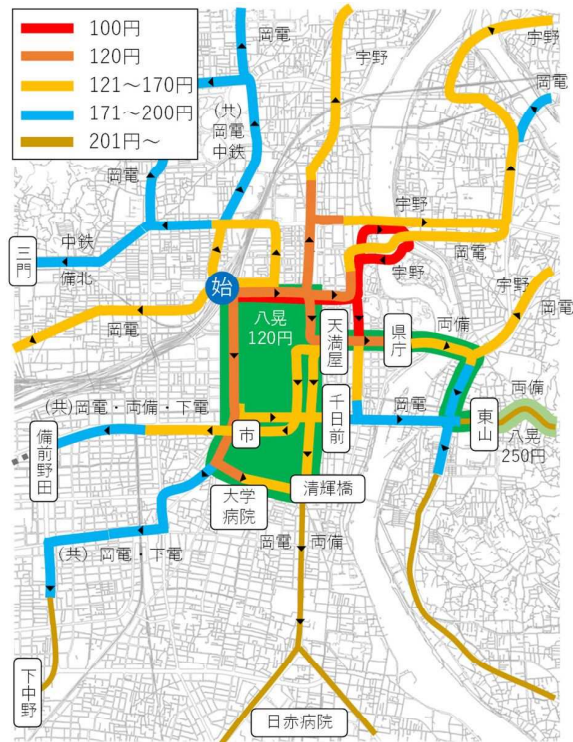 100円
120円
121～170円
171～200円
201円～
岡電
宇野
宇野
岡電
岡電
(共)
岡電
中鉄
三門
中鉄
備北
宇野
岡電
宇野
始
岡電
八晃
120円
天満屋
県庁
両備
宇野
岡電
(共)岡電・両備・下電
備前野田
市
千日前
岡電
東山
両備
八晃
250円
大学
病院
清輝橋
(共) 岡電・下電
岡電
両備
下中野
日赤病院